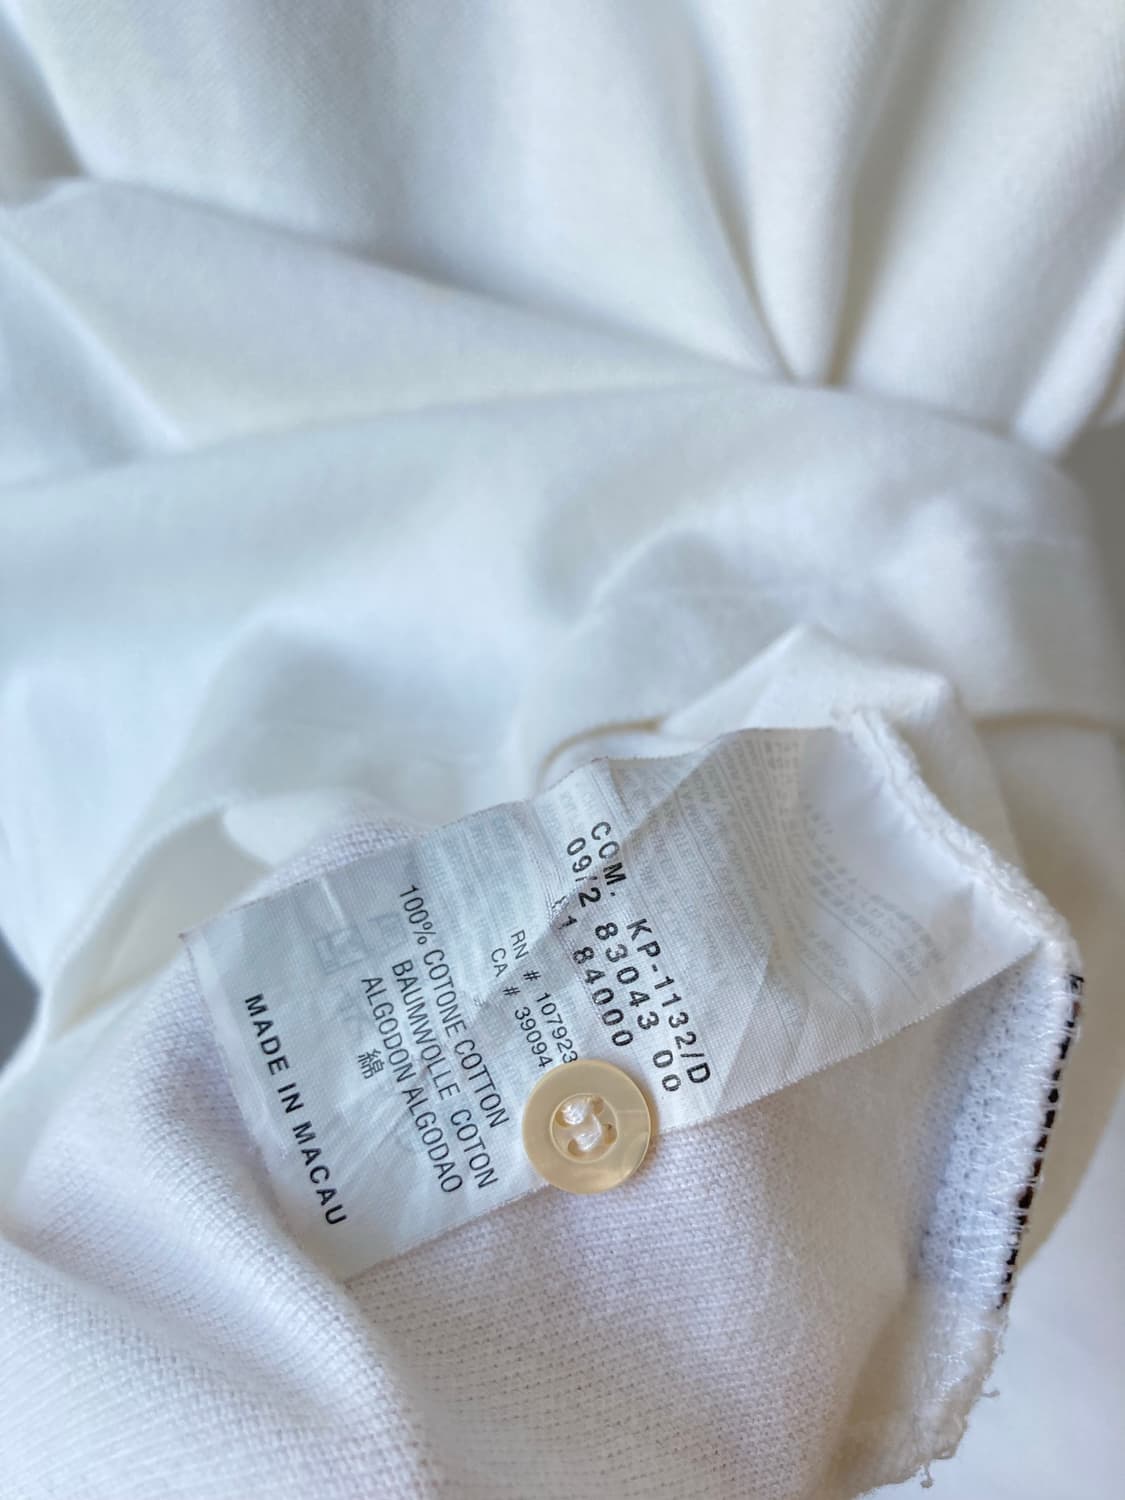 COM. KP-1132/D
09/2 83043 00
1 84000
RN # 107923
CA # 39094
100% COTONE COTTON
BAUMWOLLE COTON
ALGODON ALGODAO
綿
MADE IN MACAU